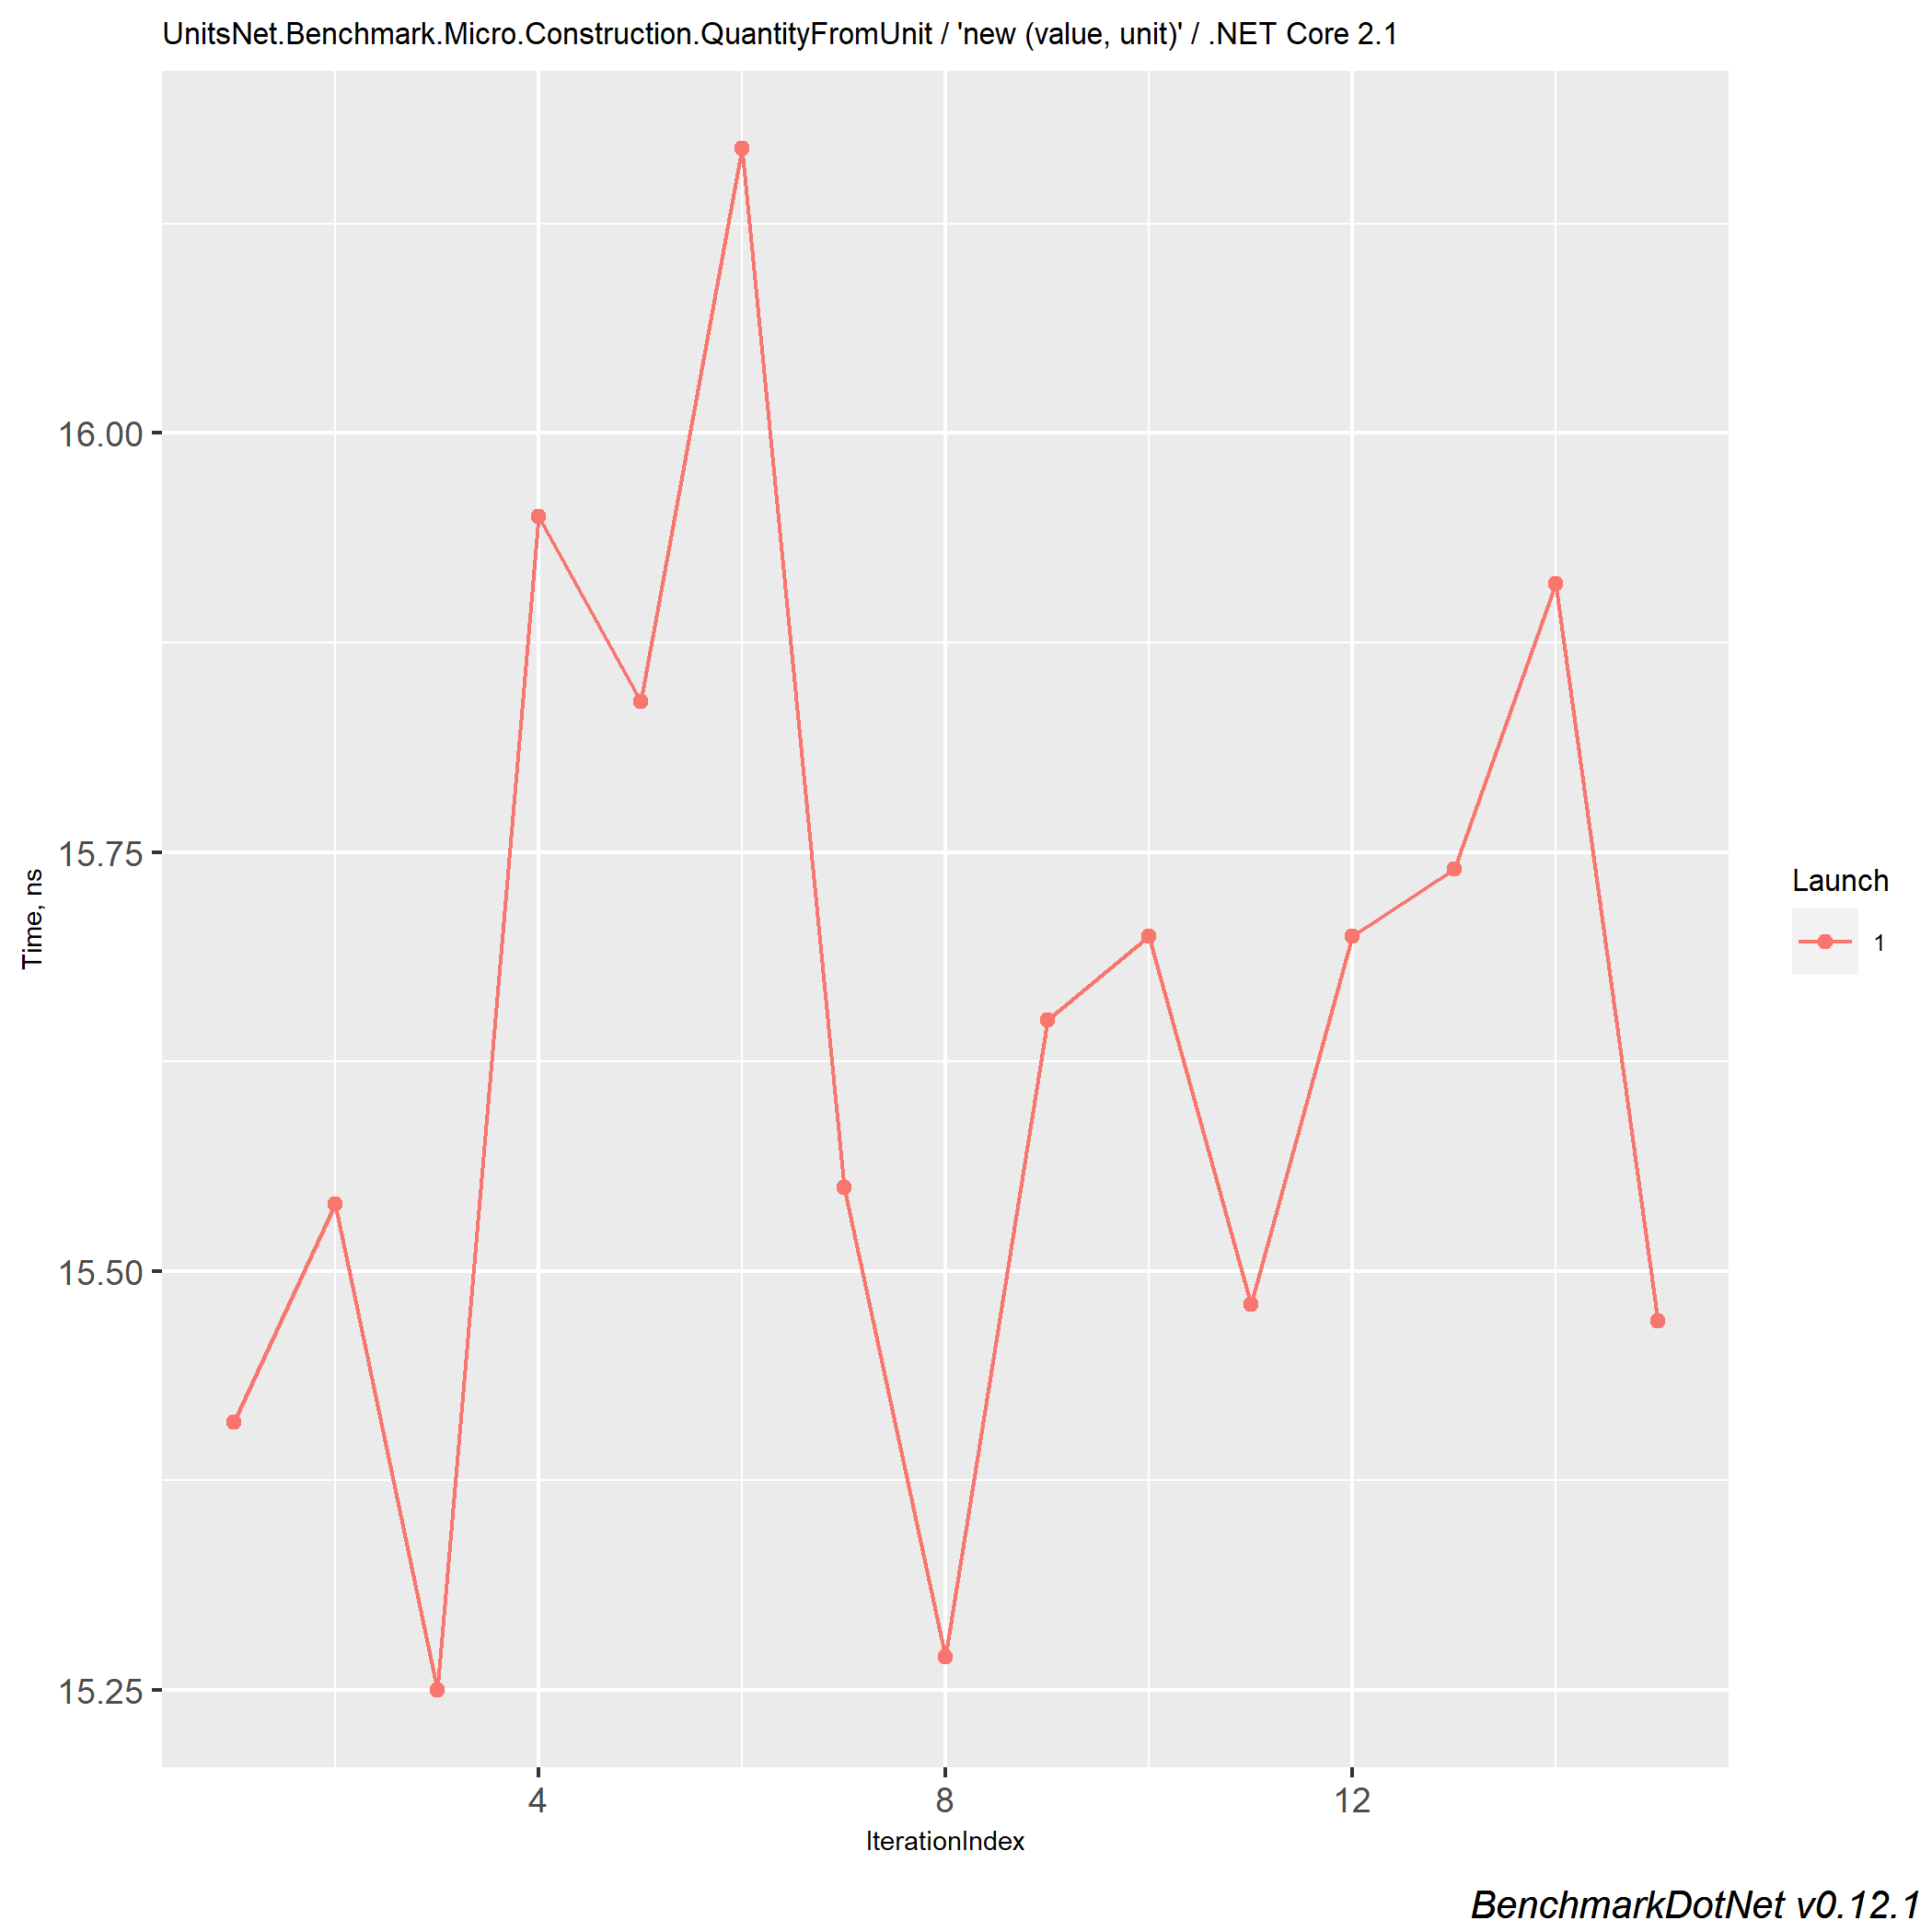 UnitsNet.Benchmark.Micro.Construction.QuantityFromUnit / 'new (value, unit)' / .NET Core 2.1
16.00
15.75
15.50
15.25
Time, ns
4
8
12
IterationIndex
Launch
1
BenchmarkDotNet v0.12.1